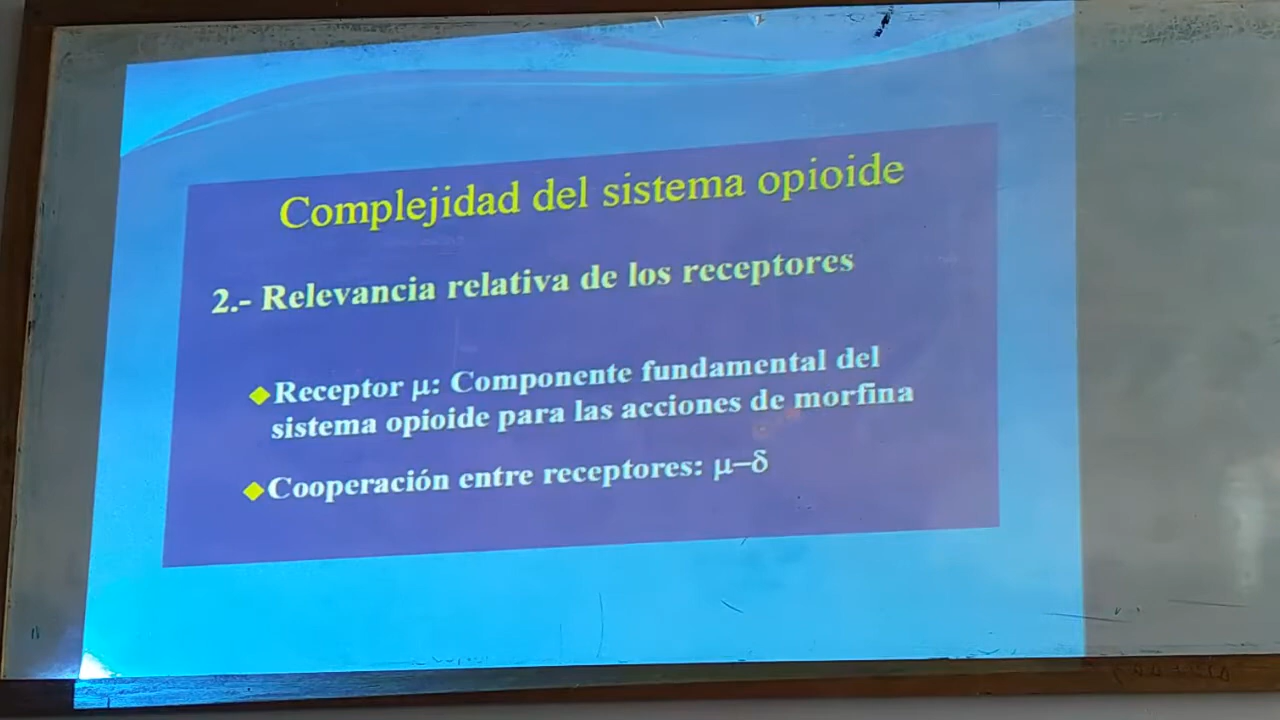 Complejidad del sistema opioide
2.- Relevancia relativa de los receptores
◆Receptor μ: Componente fundamental del
sistema opioide para las acciones de morfina
◆Cooperación entre receptores: μ–δ